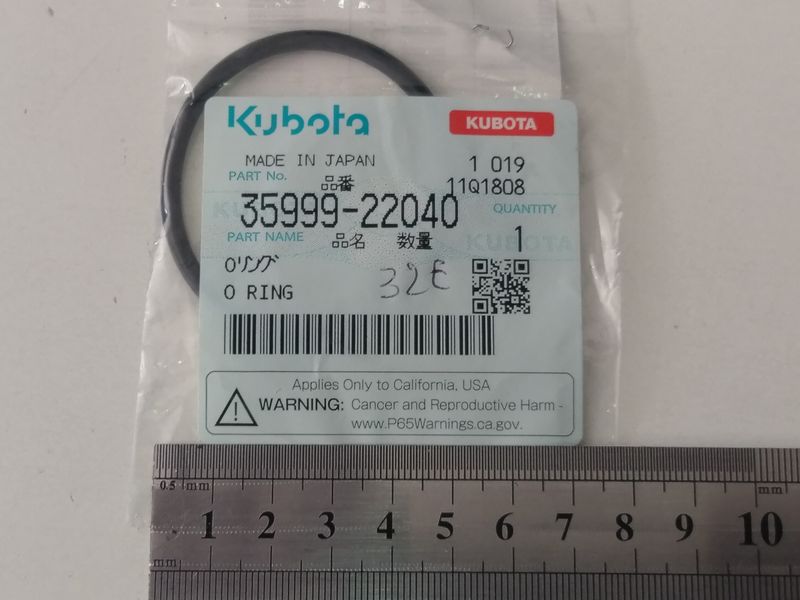 Kubota
KUBOTA
MADE IN JAPAN
1 019
PART No.
品番
11Q1808
35999-22040
QUANTITY
PART NAME
品名
数量
1
KUBOTA
Oリング
O RING
32E
Applies Only to California, USA
WARNING: Cancer and Reproductive Harm -
www.P65Warnings.ca.gov.
0.5 mm
mm
1 2 3 4 5 6 7 8 9 10
mm